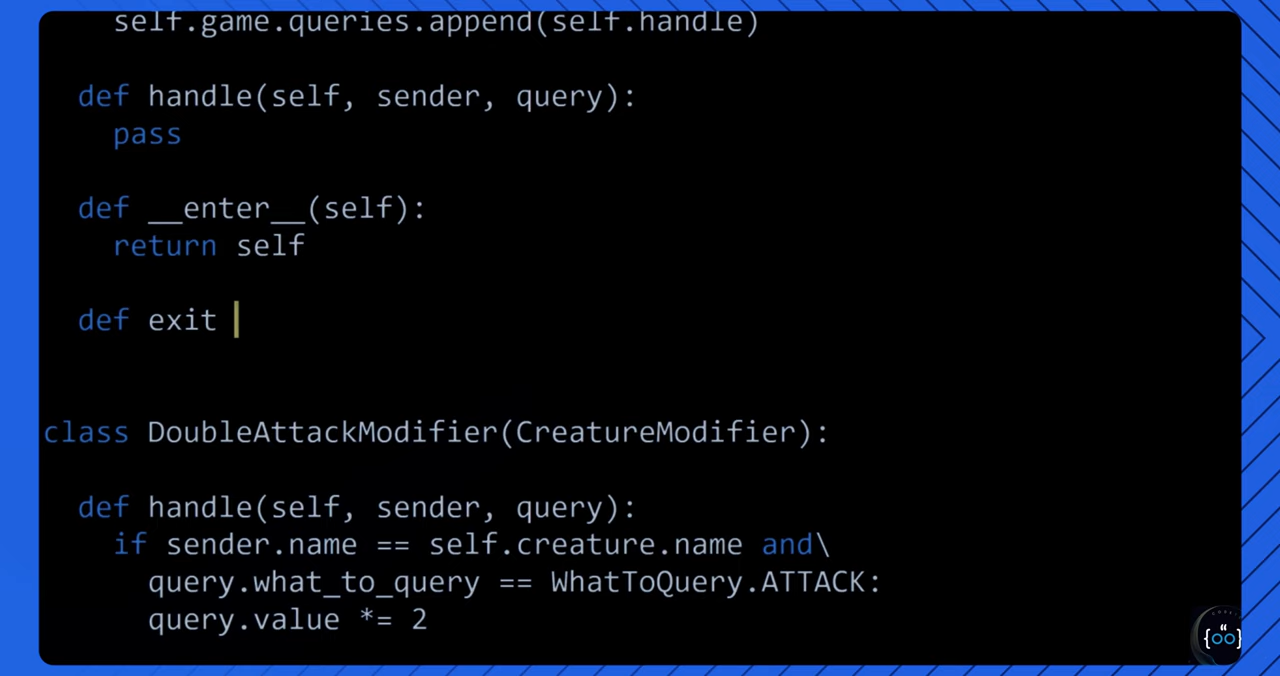 self.game.queries.append(self.handle)
def handle(self, sender, query):
pass
def __enter__(self):
return self
def exit
class DoubleAttackModifier(CreatureModifier):
def handle(self, sender, query):
if sender.name == self.creature.name and\
query.what_to_query == WhatToQuery.ATTACK:
query.value *= 2